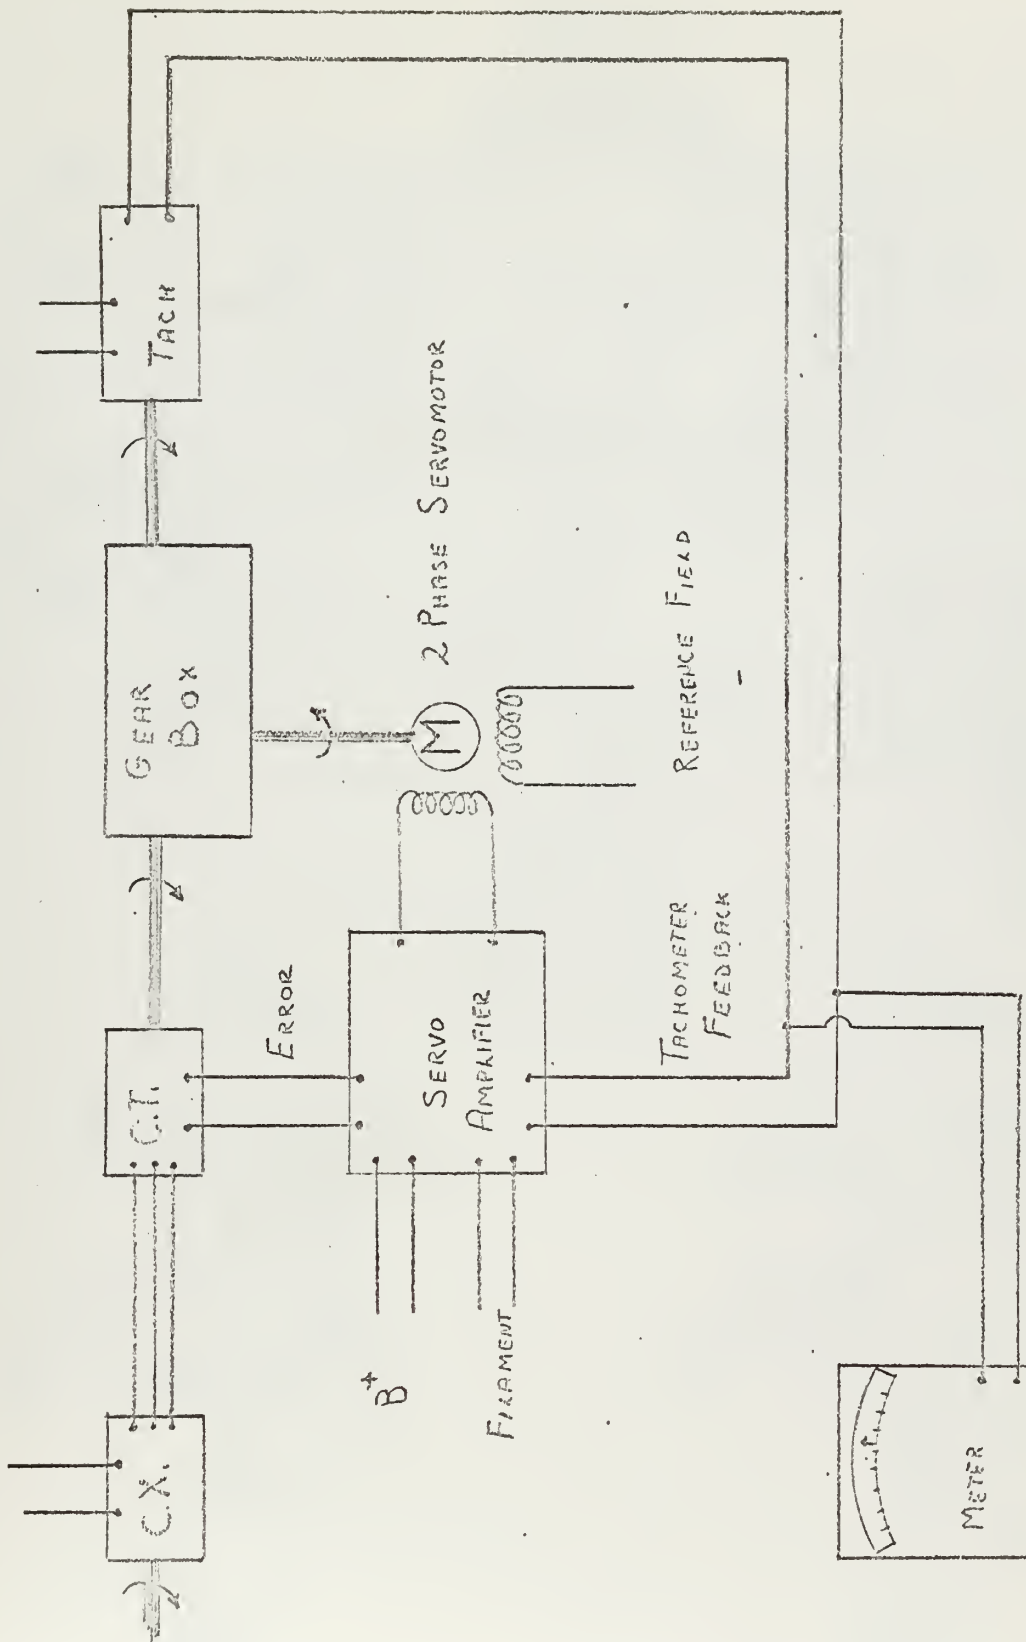 C.X.
C.T.
GEAR
BOX
TACH
ERROR
B+
FILAMENT
SERVO
AMPLIFIER
M
2 PHASE SERVOMOTOR
REFERENCE FIELD
TACHOMETER
FEEDBACK
METER